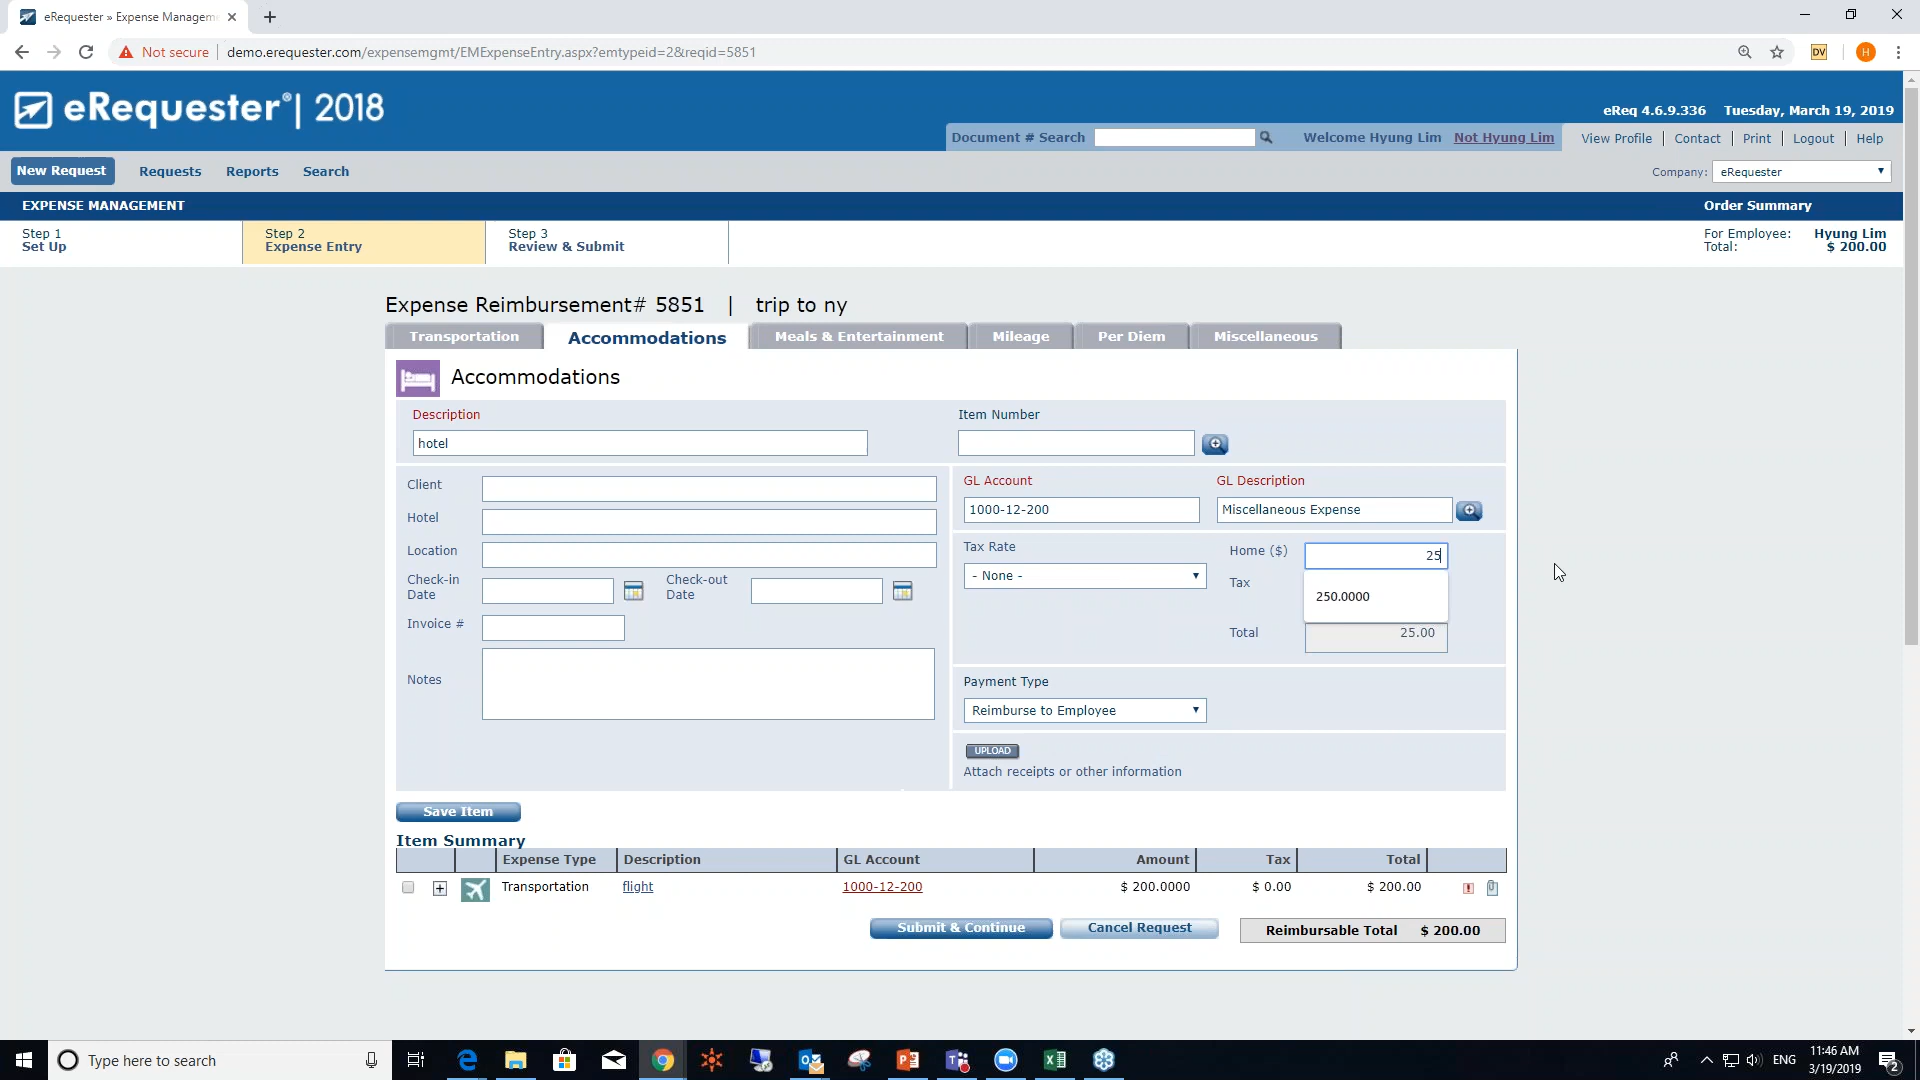 eRequester » Expense Managem
Not secure
demo.erequester.com/expensemgmt/EMExpenseEntry.aspx?emtypeid=2&reqid=5851
DV
H
eRequester® | 2018
eReq 4.6.9.336 Tuesday, March 19, 2019
Document # Search
Welcome Hyung Lim Not Hyung Lim
View Profile | Contact | Print | Logout | Help
New Request Requests Reports Search
Company: eRequester
EXPENSE MANAGEMENT
Order Summary
Step 1
Set Up
Step 2
Expense Entry
Step 3
Review & Submit
For Employee: Hyung Lim
Total: $ 200.00
Expense Reimbursement# 5851 | trip to ny
Transportation Accommodations Meals & Entertainment Mileage Per Diem Miscellaneous
Accommodations
Description
hotel
Item Number
Client
Hotel
Location
Check-in
Date
Check-out
Date
Invoice #
Notes
GL Account
1000-12-200
GL Description
Miscellaneous Expense
Tax Rate
- None -
Home ($)
25
Tax
250.0000
Total
25.00
Payment Type
Reimburse to Employee
UPLOAD
Attach receipts or other information
Save Item
Item Summary
Expense Type Description GL Account Amount Tax Total
Transportation flight 1000-12-200 $ 200.0000 $ 0.00 $ 200.00
Submit & Continue Cancel Request
Reimbursable Total $ 200.00
Type here to search
ENG
11:46 AM
3/19/2019
2